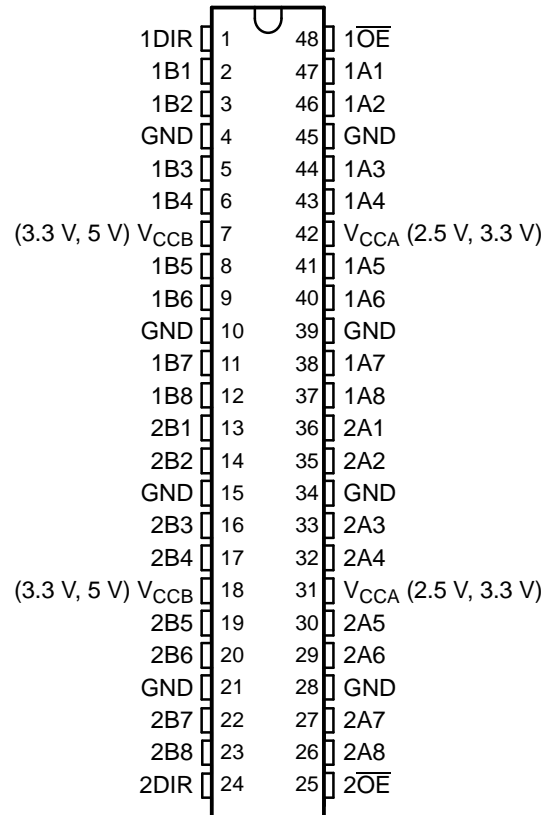 1DIR 1 48 1O̅E̅
1B1 2 47 1A1
1B2 3 46 1A2
GND 4 45 GND
1B3 5 44 1A3
1B4 6 43 1A4
(3.3 V, 5 V) VCCB 7 42 VCCA (2.5 V, 3.3 V)
1B5 8 41 1A5
1B6 9 40 1A6
GND 10 39 GND
1B7 11 38 1A7
1B8 12 37 1A8
2B1 13 36 2A1
2B2 14 35 2A2
GND 15 34 GND
2B3 16 33 2A3
2B4 17 32 2A4
(3.3 V, 5 V) VCCB 18 31 VCCA (2.5 V, 3.3 V)
2B5 19 30 2A5
2B6 20 29 2A6
GND 21 28 GND
2B7 22 27 2A7
2B8 23 26 2A8
2DIR 24 25 2O̅E̅